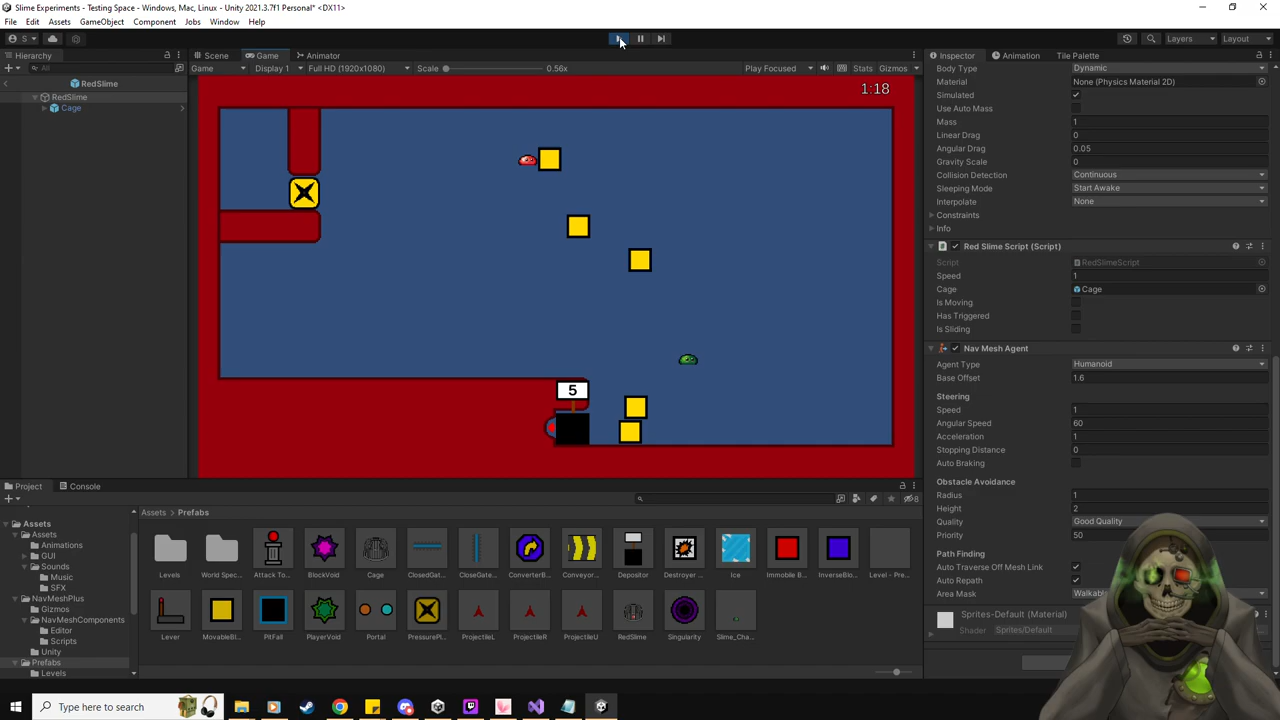 Slime Experiments - Testing Space - Windows, Mac, Linux - Unity 2021.3.7f1 Personal* <DX11>
File Edit Assets GameObject Component Jobs Window Help
S
Layers Layout
Hierarchy
Scene Game Animator
Inspector Animation Tile Palette
All
Game Display 1 Full HD (1920x1080) Scale 0.56x Play Focused Stats Gizmos
RedSlime
RedSlime
Cage
1:18
5
Body Type Dynamic
Material None (Physics Material 2D)
Simulated
Use Auto Mass
Mass 1
Linear Drag 0
Angular Drag 0.05
Gravity Scale 0
Collision Detection Continuous
Sleeping Mode Start Awake
Interpolate None
Constraints
Info
Red Slime Script (Script)
Script RedSlimeScript
Speed 1
Cage Cage
Is Moving
Has Triggered
Is Sliding
Nav Mesh Agent
Agent Type Humanoid
Base Offset 1.6
Steering
Speed 1
Angular Speed 60
Acceleration 1
Stopping Distance 0
Auto Braking
Obstacle Avoidance
Radius 1
Height 2
Quality Good Quality
Priority 50
Path Finding
Auto Traverse Off Mesh Link
Auto Repath
Area Mask Walkabl
Sprites-Default (Material)
Shader Sprites/Default
Project Console
8
Assets > Prefabs
Assets
Assets
Animations
GUI
Sounds
Music
SFX
NavMeshPlus
Gizmos
NavMeshComponents
Editor
Scripts
Unity
Prefabs
Levels
Levels World Spec... Attack To... BlockVoid Cage ClosedGat... CloseGate... ConverterB... Conveyor... Depositor Destroyer ... Ice Immobile B... InverseBlo... Level - Pre...
Lever MovableBl... PitFall PlayerVoid Portal PressurePl... ProjectileL ProjectileR ProjectileU RedSlime Singularity Slime_Cha...
Type here to search